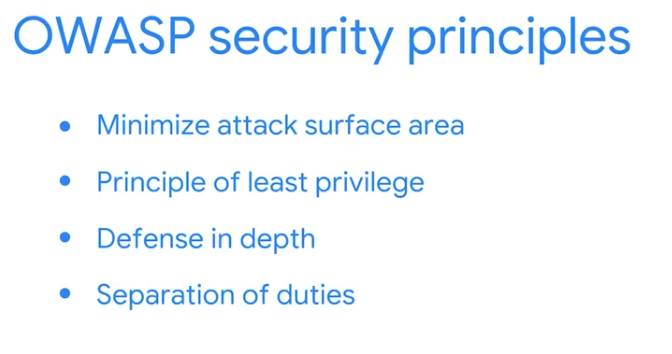 OWASP security principles
• Minimize attack surface area
• Principle of least privilege
• Defense in depth
• Separation of duties